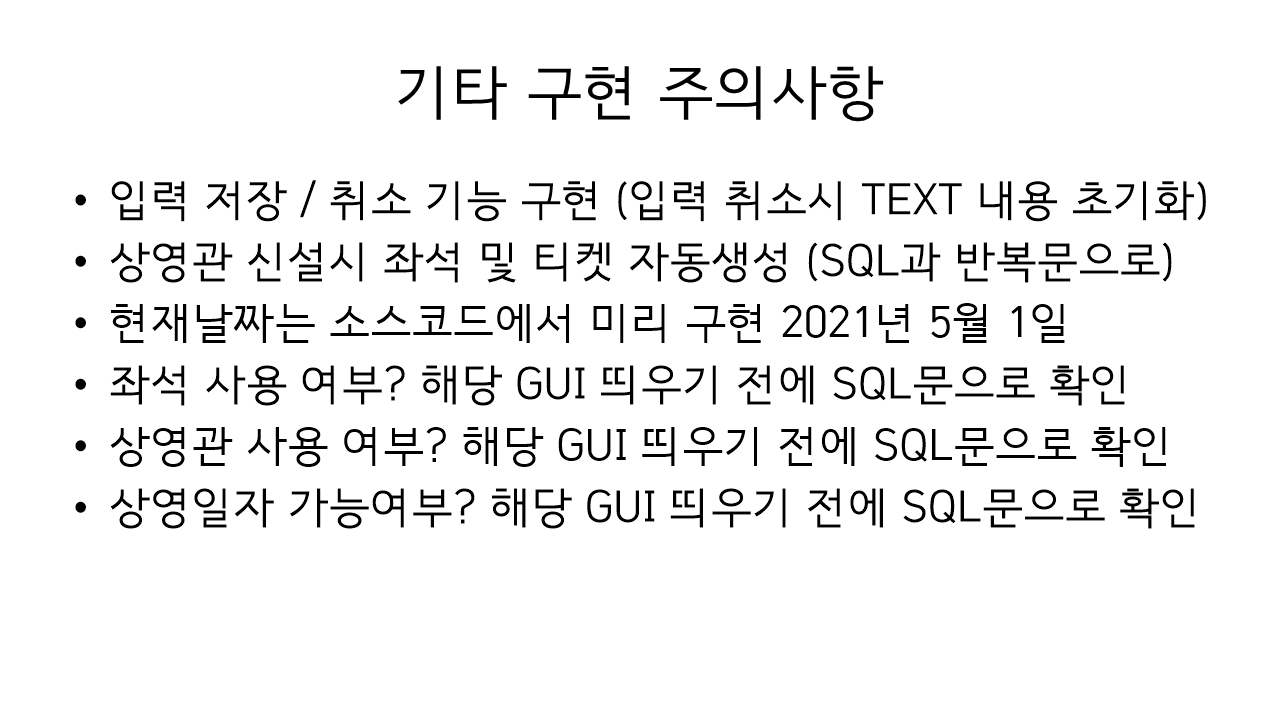 기타 구현 주의사항
• 입력 저장 / 취소 기능 구현 (입력 취소시 TEXT 내용 초기화)
• 상영관 신설시 좌석 및 티켓 자동생성 (SQL과 반복문으로)
• 현재날짜는 소스코드에서 미리 구현 2021년 5월 1일
• 좌석 사용 여부? 해당 GUI 띄우기 전에 SQL문으로 확인
• 상영관 사용 여부? 해당 GUI 띄우기 전에 SQL문으로 확인
• 상영일자 가능여부? 해당 GUI 띄우기 전에 SQL문으로 확인